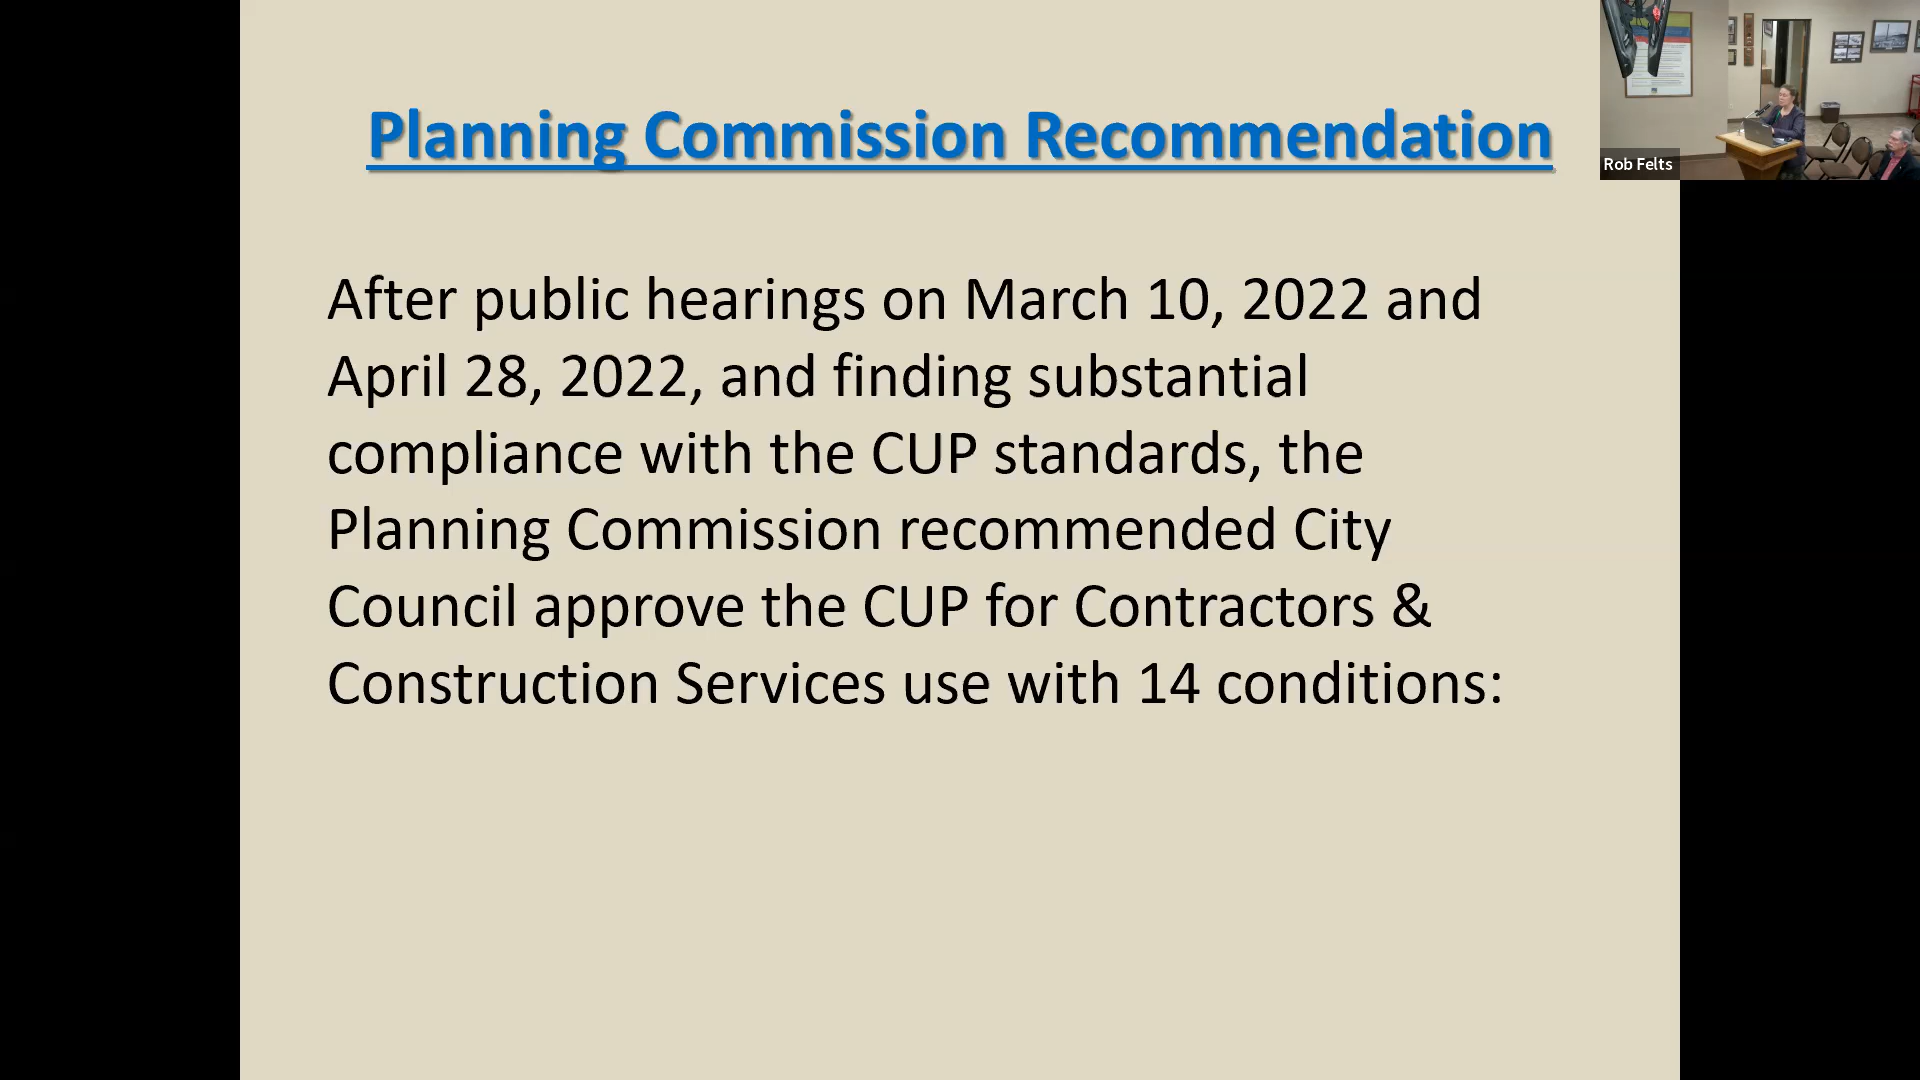 Planning Commission Recommendation
Rob Felts
After public hearings on March 10, 2022 and
April 28, 2022, and finding substantial
compliance with the CUP standards, the
Planning Commission recommended City
Council approve the CUP for Contractors &
Construction Services use with 14 conditions: